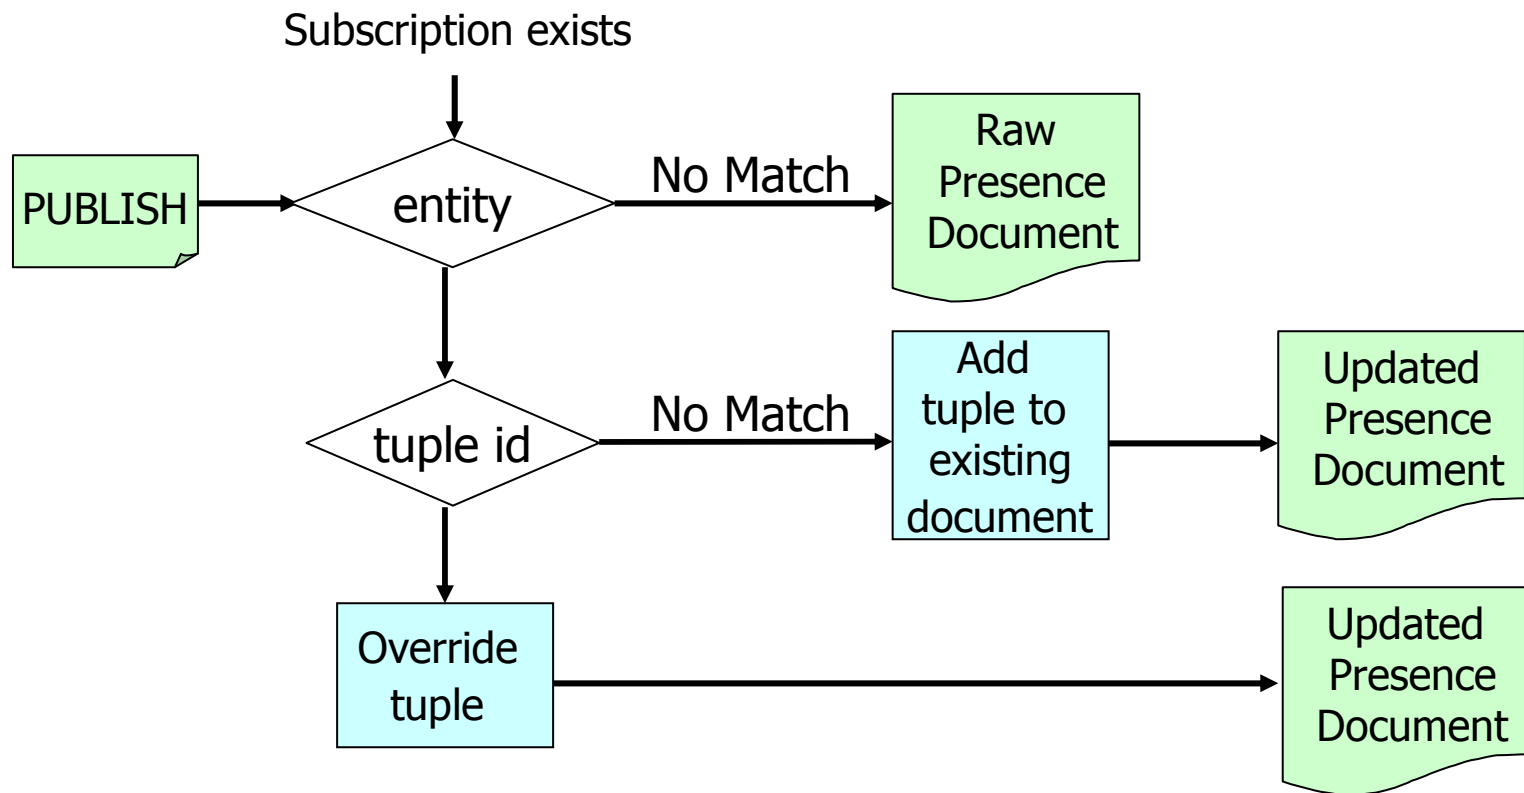 Subscription exists
PUBLISH
entity
No Match
Raw
Presence
Document
tuple id
No Match
Add
tuple to
existing
document
Updated
Presence
Document
Override
tuple
Updated
Presence
Document